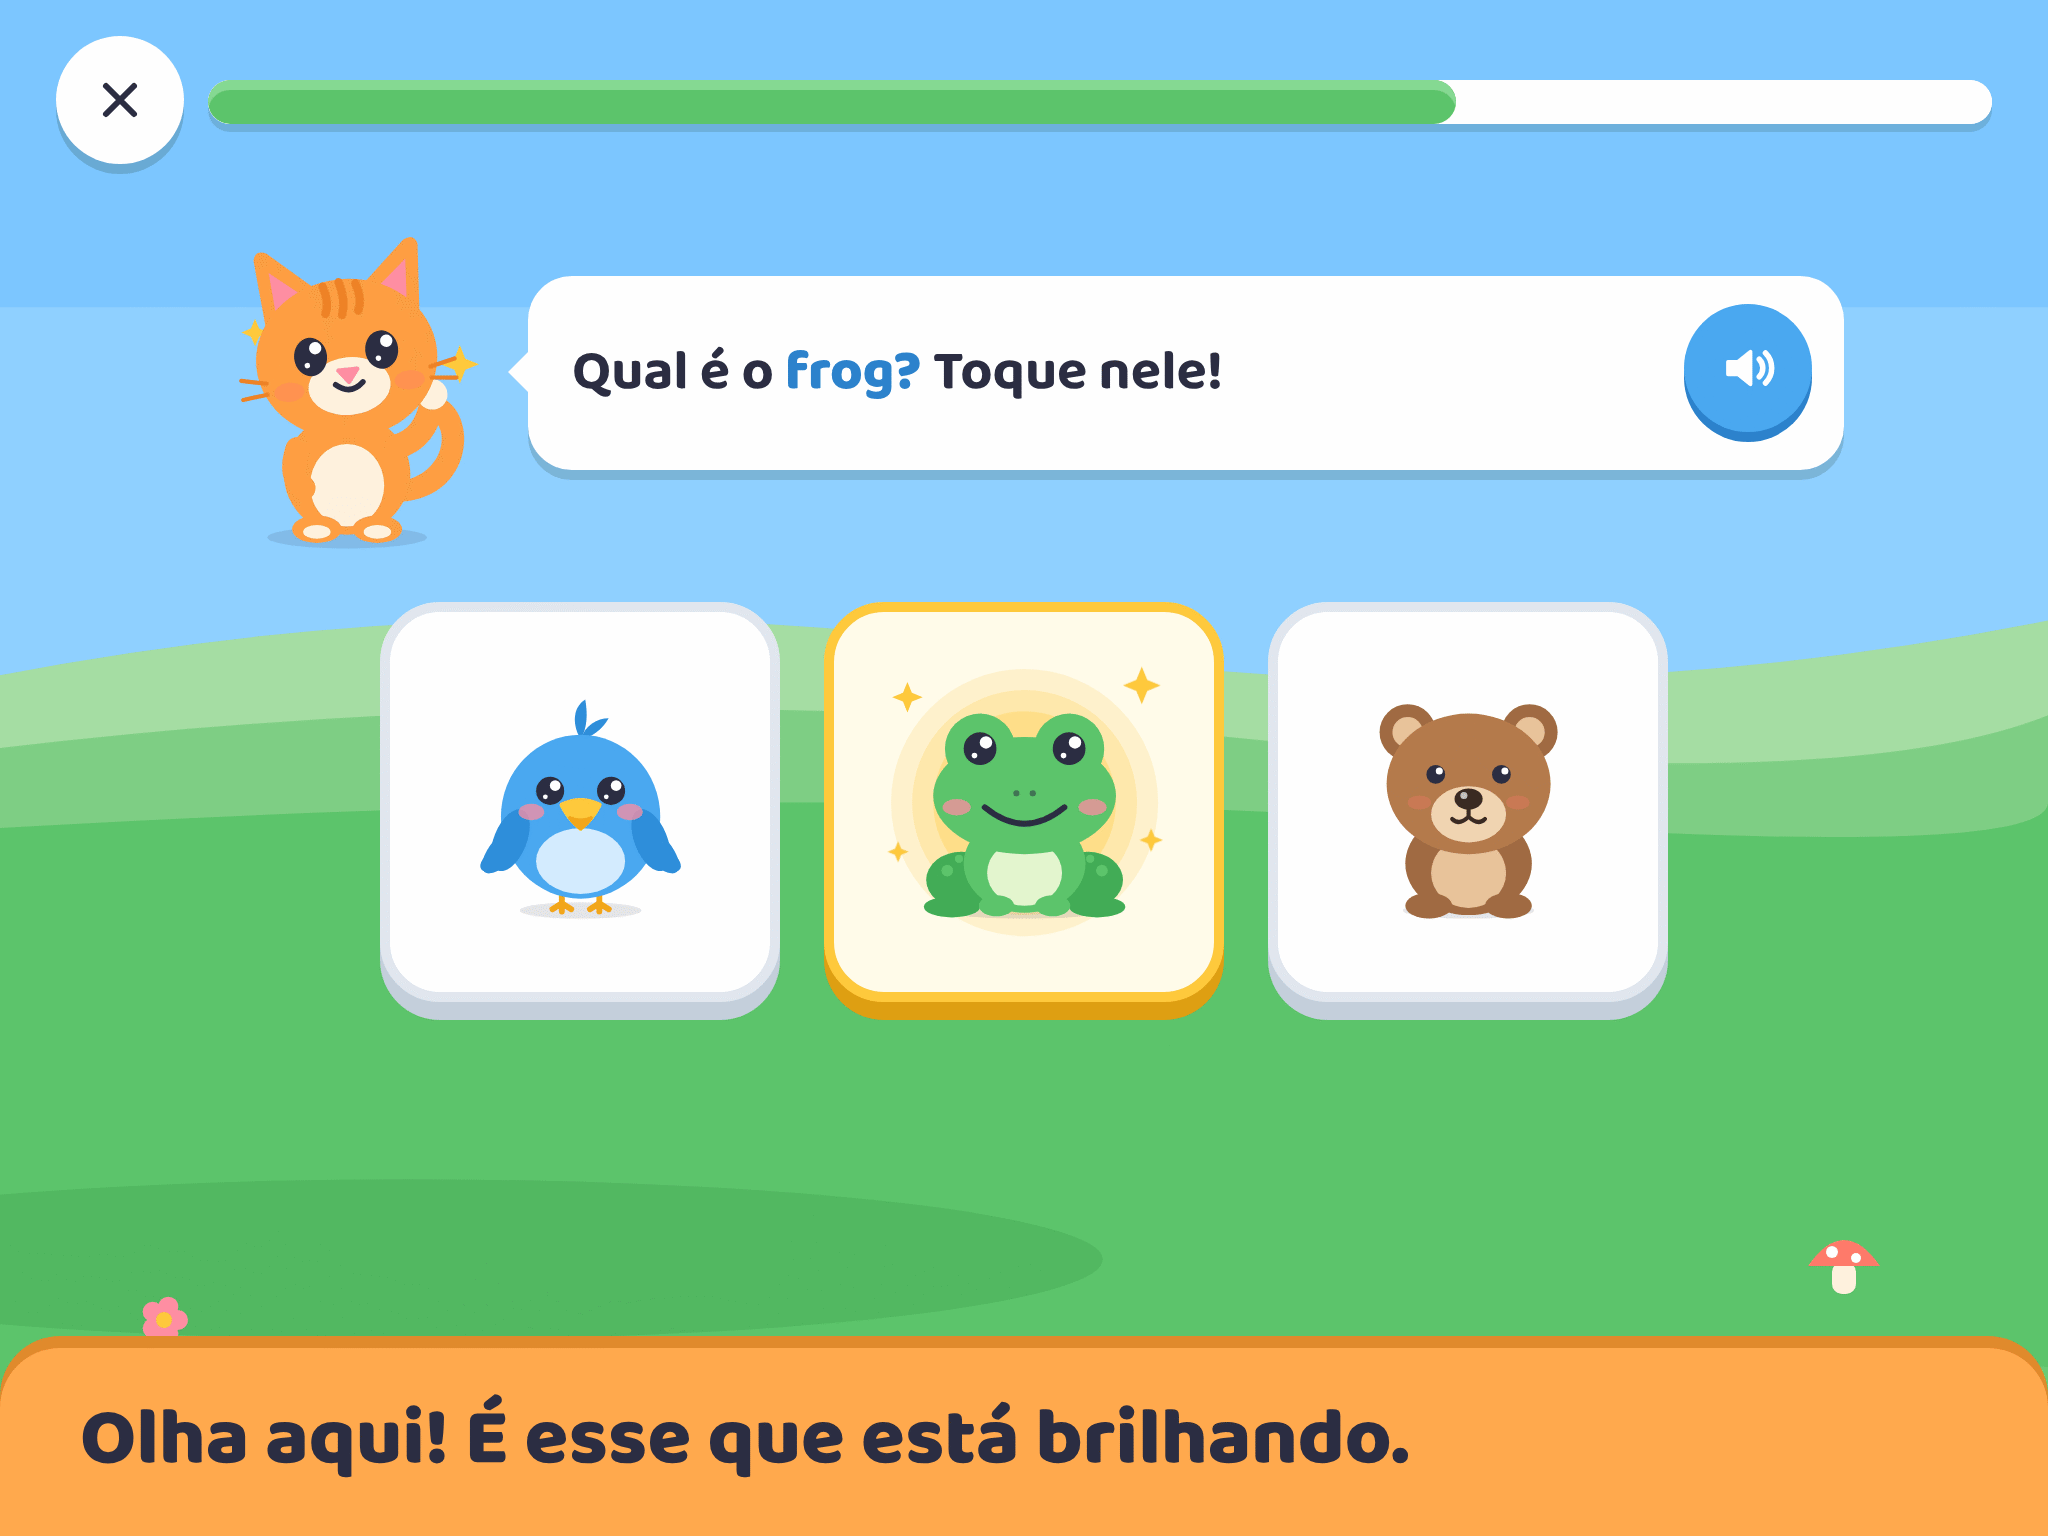 Qual é o frog? Toque nele!
Olha aqui! É esse que está brilhando.